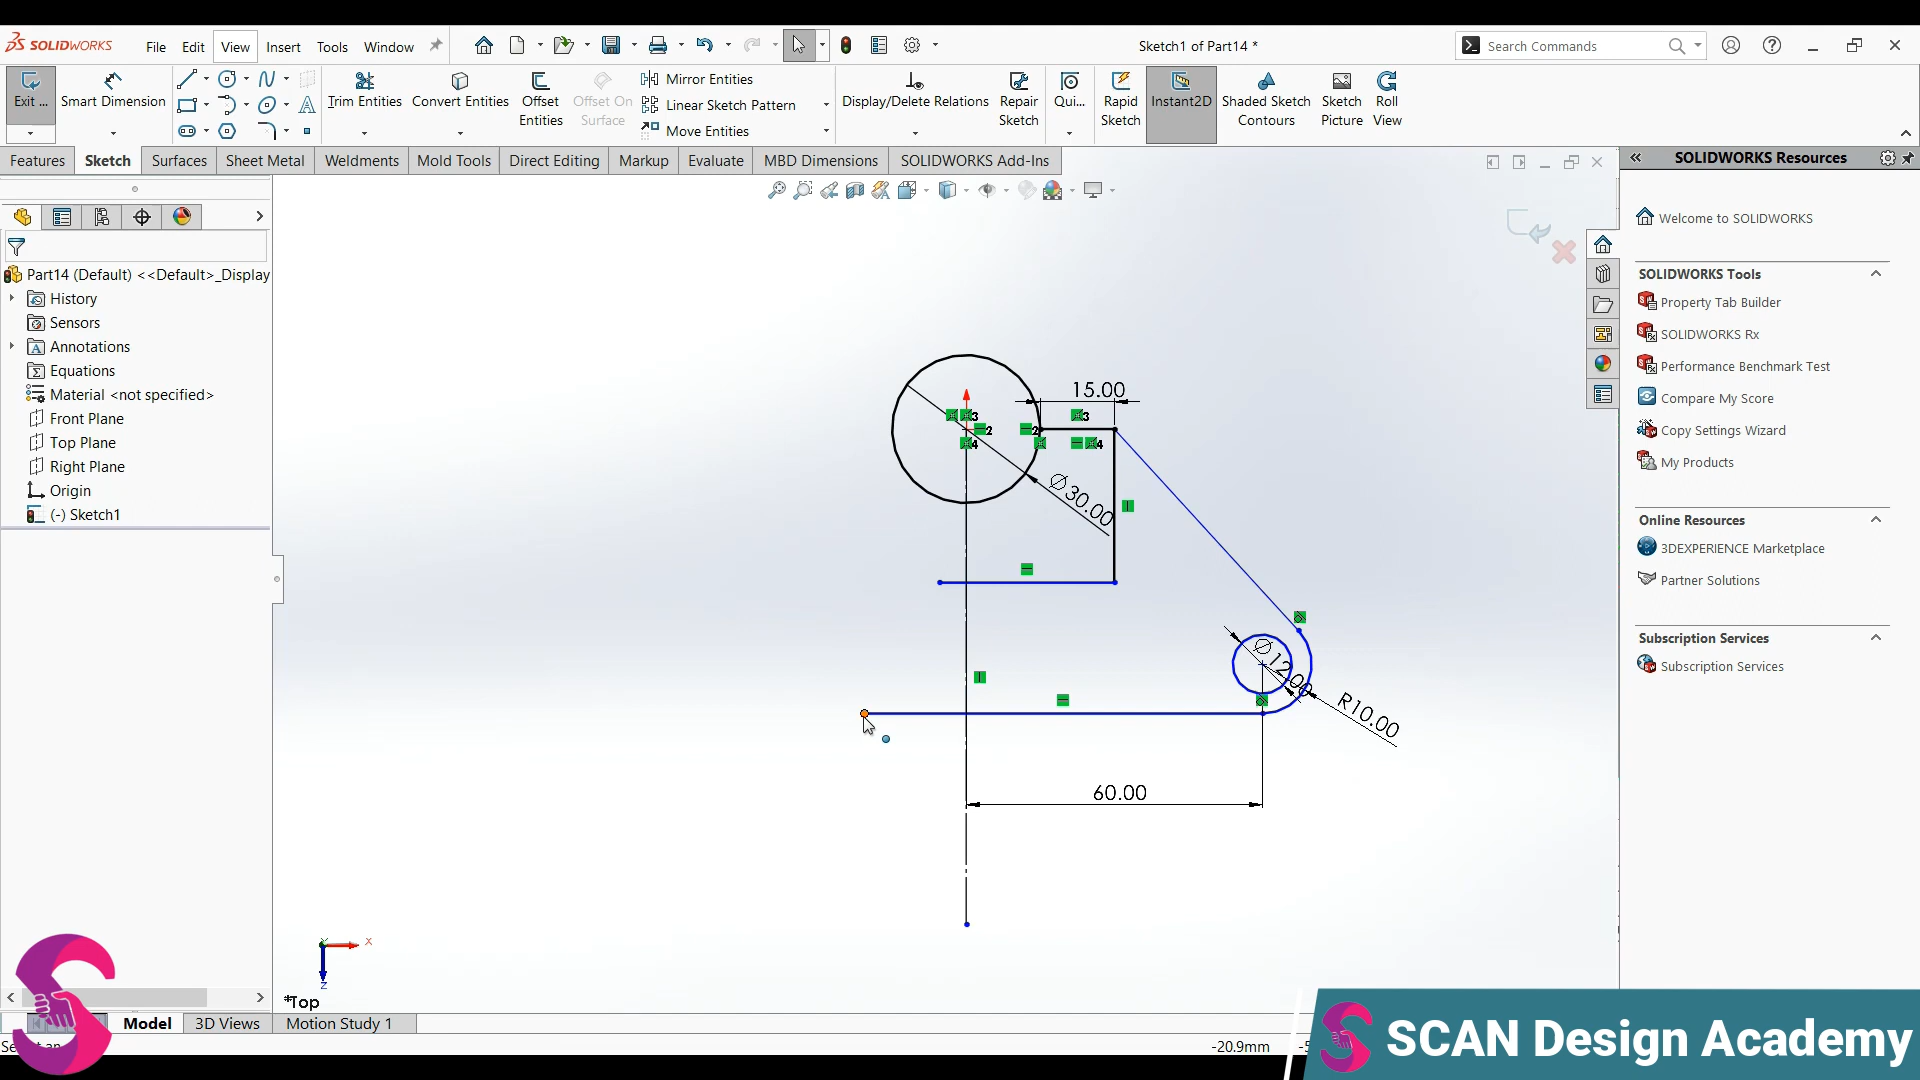 SOLIDWORKS File Edit View Insert Tools Window Sketch1 of Part14 * Search Commands
Exit ... Smart Dimension Trim Entities Convert Entities Offset Entities Offset On Surface Mirror Entities Linear Sketch Pattern Move Entities Display/Delete Relations Repair Sketch Qui... Rapid Sketch Instant2D Shaded Sketch Contours Sketch Picture Roll View
Features Sketch Surfaces Sheet Metal Weldments Mold Tools Direct Editing Markup Evaluate MBD Dimensions SOLIDWORKS Add-Ins
SOLIDWORKS Resources
Part14 (Default) <<Default>_Display
History
Sensors
Annotations
Equations
Material <not specified>
Front Plane
Top Plane
Right Plane
Origin
(-) Sketch1
15.00
3
3
2
2
4
4
Ø30.00
Ø12.00
R10.00
60.00
Y
X
Z
*Top
Welcome to SOLIDWORKS
SOLIDWORKS Tools
Property Tab Builder
SOLIDWORKS Rx
Performance Benchmark Test
Compare My Score
Copy Settings Wizard
My Products
Online Resources
3DEXPERIENCE Marketplace
Partner Solutions
Subscription Services
Subscription Services
Model 3D Views Motion Study 1
-20.9mm
SCAN Design Academy